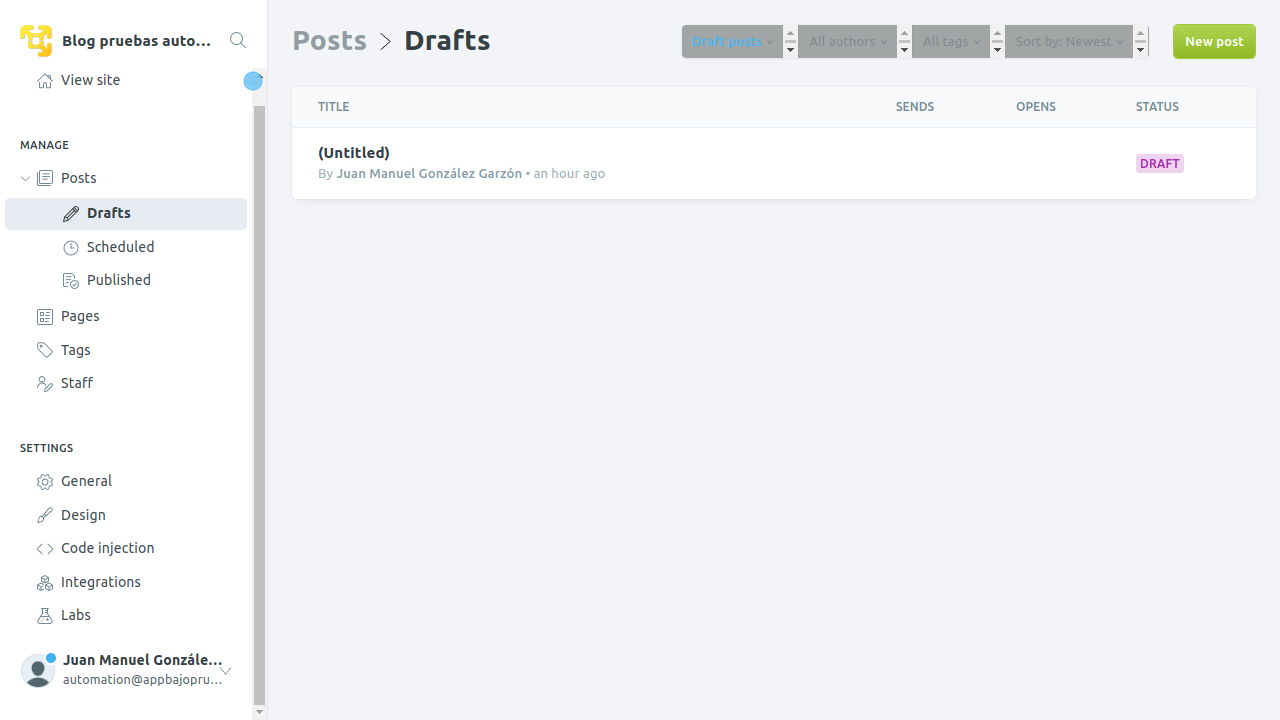 Blog pruebas auto...
View site
MANAGE
Posts
Drafts
Scheduled
Published
Pages
Tags
Staff
SETTINGS
General
Design
Code injection
Integrations
Labs
Juan Manuel Gonzále...
automation@appbajopru...
Posts > Drafts
Draft posts
All authors
All tags
Sort by: Newest
New post
TITLE SENDS OPENS STATUS
(Untitled)
By Juan Manuel González Garzón • an hour ago
DRAFT